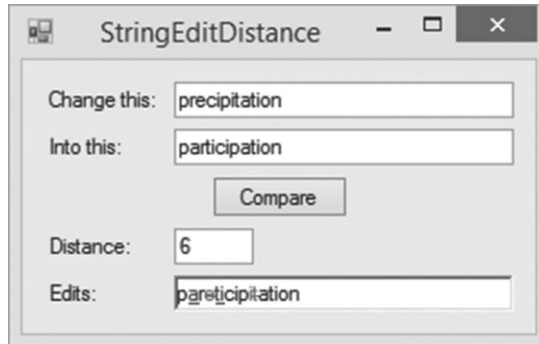 StringEditDistance
Change this: precipitation
Into this: participation
Compare
Distance: 6
Edits: pareticipitation